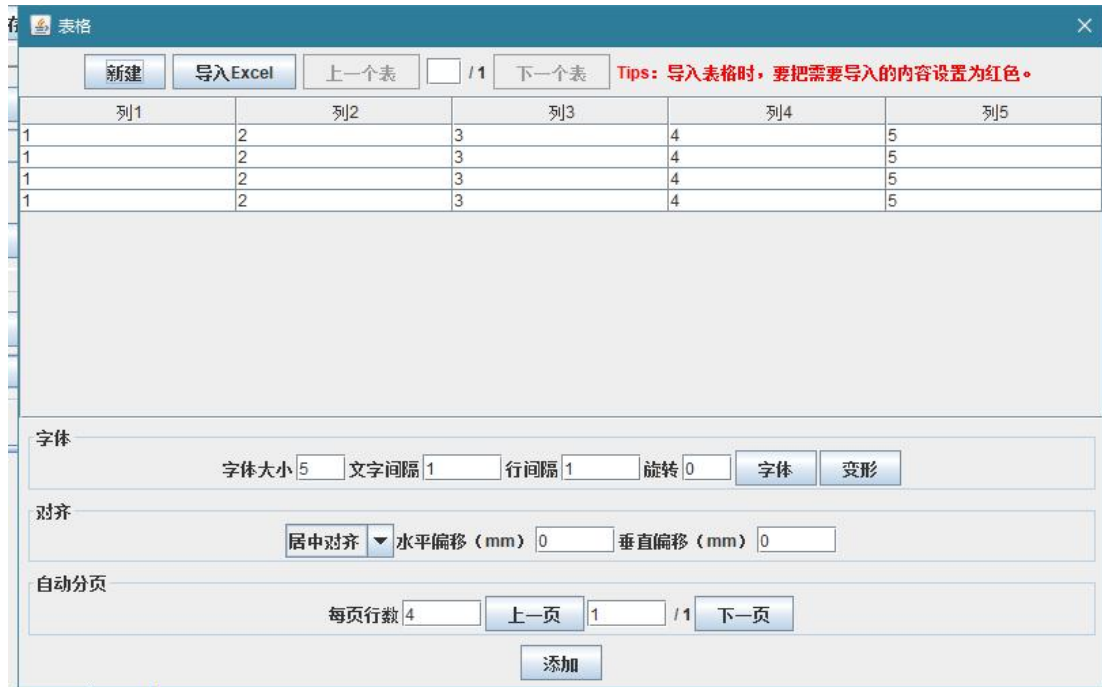 表格
新建 导入Excel 上一个表 / 1 下一个表 Tips：导入表格时，要把需要导入的内容设置为红色。
列1 列2 列3 列4 列5
1 2 3 4 5
1 2 3 4 5
1 2 3 4 5
1 2 3 4 5
字体
字体大小 5 文字间隔 1 行间隔 1 旋转 0 字体 变形
对齐
居中对齐 水平偏移（mm） 0 垂直偏移（mm） 0
自动分页
每页行数 4 上一页 1 / 1 下一页
添加